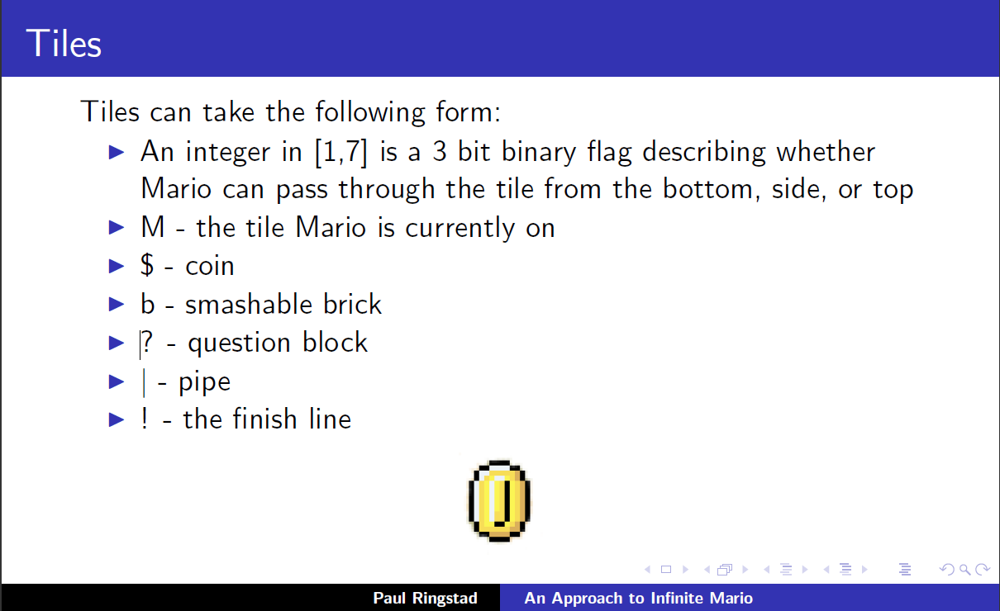 Tiles
Tiles can take the following form:
▶ An integer in [1,7] is a 3 bit binary flag describing whether
Mario can pass through the tile from the bottom, side, or top
▶ M - the tile Mario is currently on
▶ $ - coin
▶ b - smashable brick
▶ ? - question block
▶ | - pipe
▶ ! - the finish line
Paul Ringstad An Approach to Infinite Mario